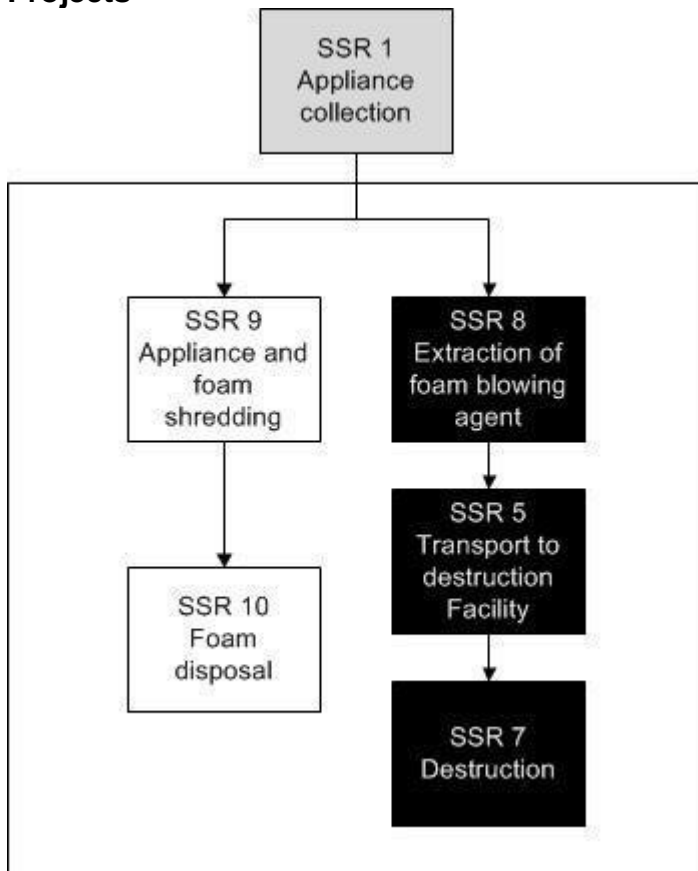 Projects
SSR 1
Appliance
collection
SSR 9
Appliance and
foam
shredding
SSR 8
Extraction of
foam blowing
agent
SSR 5
Transport to
destruction
Facility
SSR 10
Foam
disposal
SSR 7
Destruction